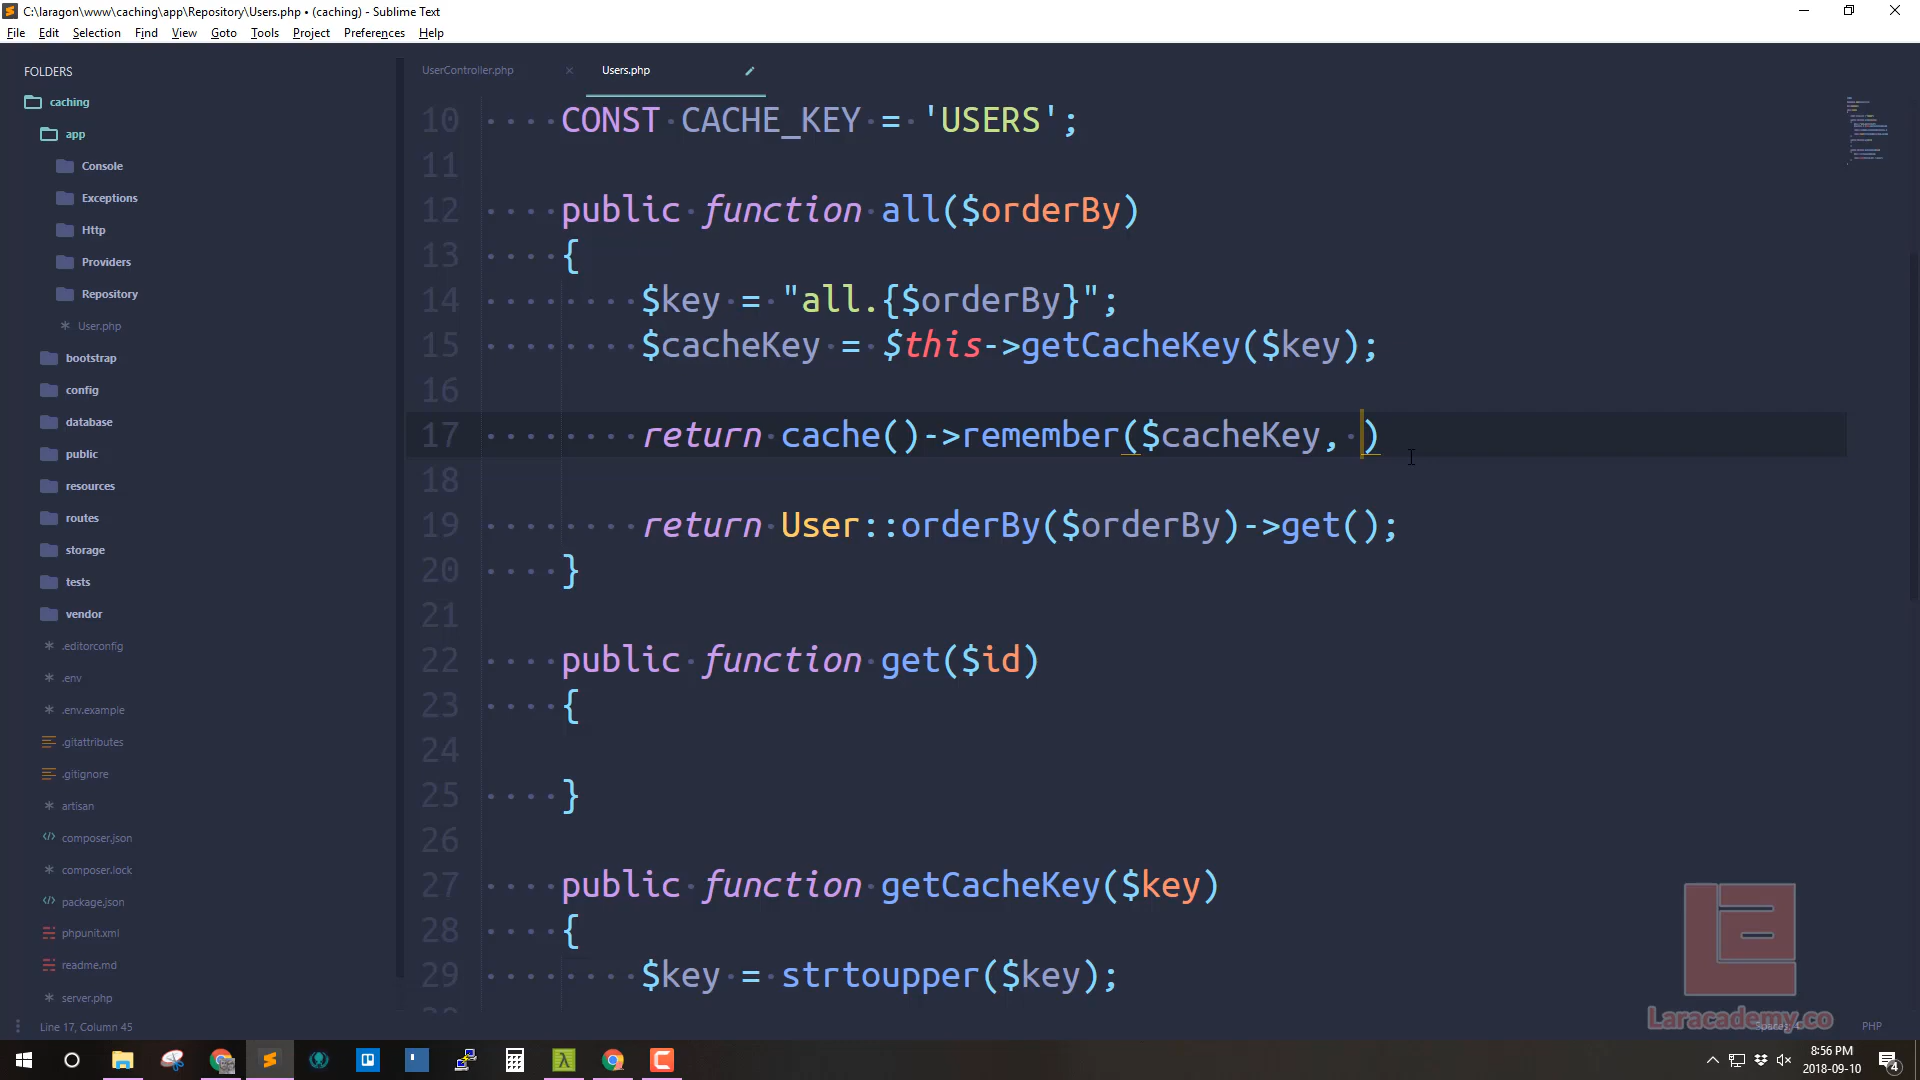 C:\laragon\www\caching\app\Repository\Users.php • (caching) - Sublime Text
File Edit Selection Find View Goto Tools Project Preferences Help
FOLDERS
caching
app
Console
Exceptions
Http
Providers
Repository
User.php
bootstrap
config
database
public
resources
routes
storage
tests
vendor
.editorconfig
.env
.env.example
.gitattributes
.gitignore
artisan
composer.json
composer.lock
package.json
phpunit.xml
readme.md
server.php
UserController.php Users.php
10 CONST CACHE_KEY = 'USERS';
11
12 public function all($orderBy)
13 {
14 $key = "all.{$orderBy}";
15 $cacheKey = $this->getCacheKey($key);
16
17 return cache()->remember($cacheKey, )
18
19 return User::orderBy($orderBy)->get();
20 }
21
22 public function get($id)
23 {
24
25 }
26
27 public function getCacheKey($key)
28 {
29 $key = strtoupper($key);
Laracademy.co
Line 17, Column 45
PHP
8:56 PM
2018-09-10
4